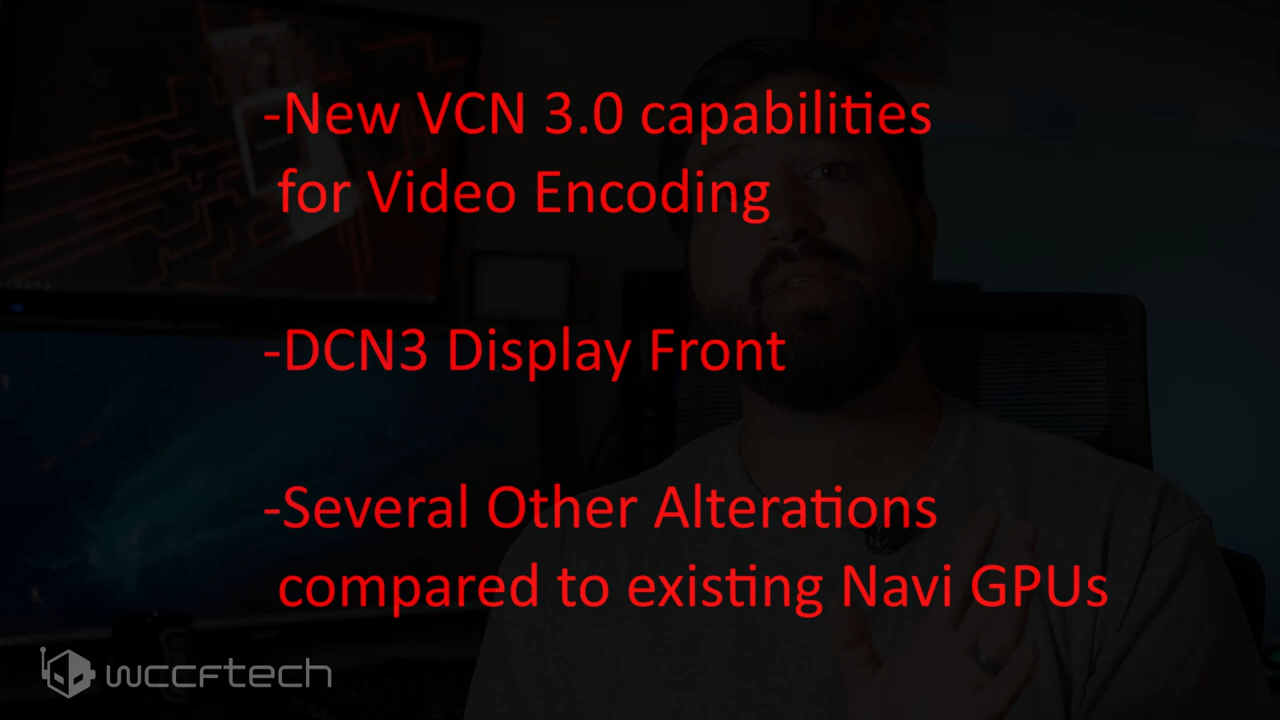 -New VCN 3.0 capabilities
for Video Encoding
-DCN3 Display Front
-Several Other Alterations
compared to existing Navi GPUs
wccftech